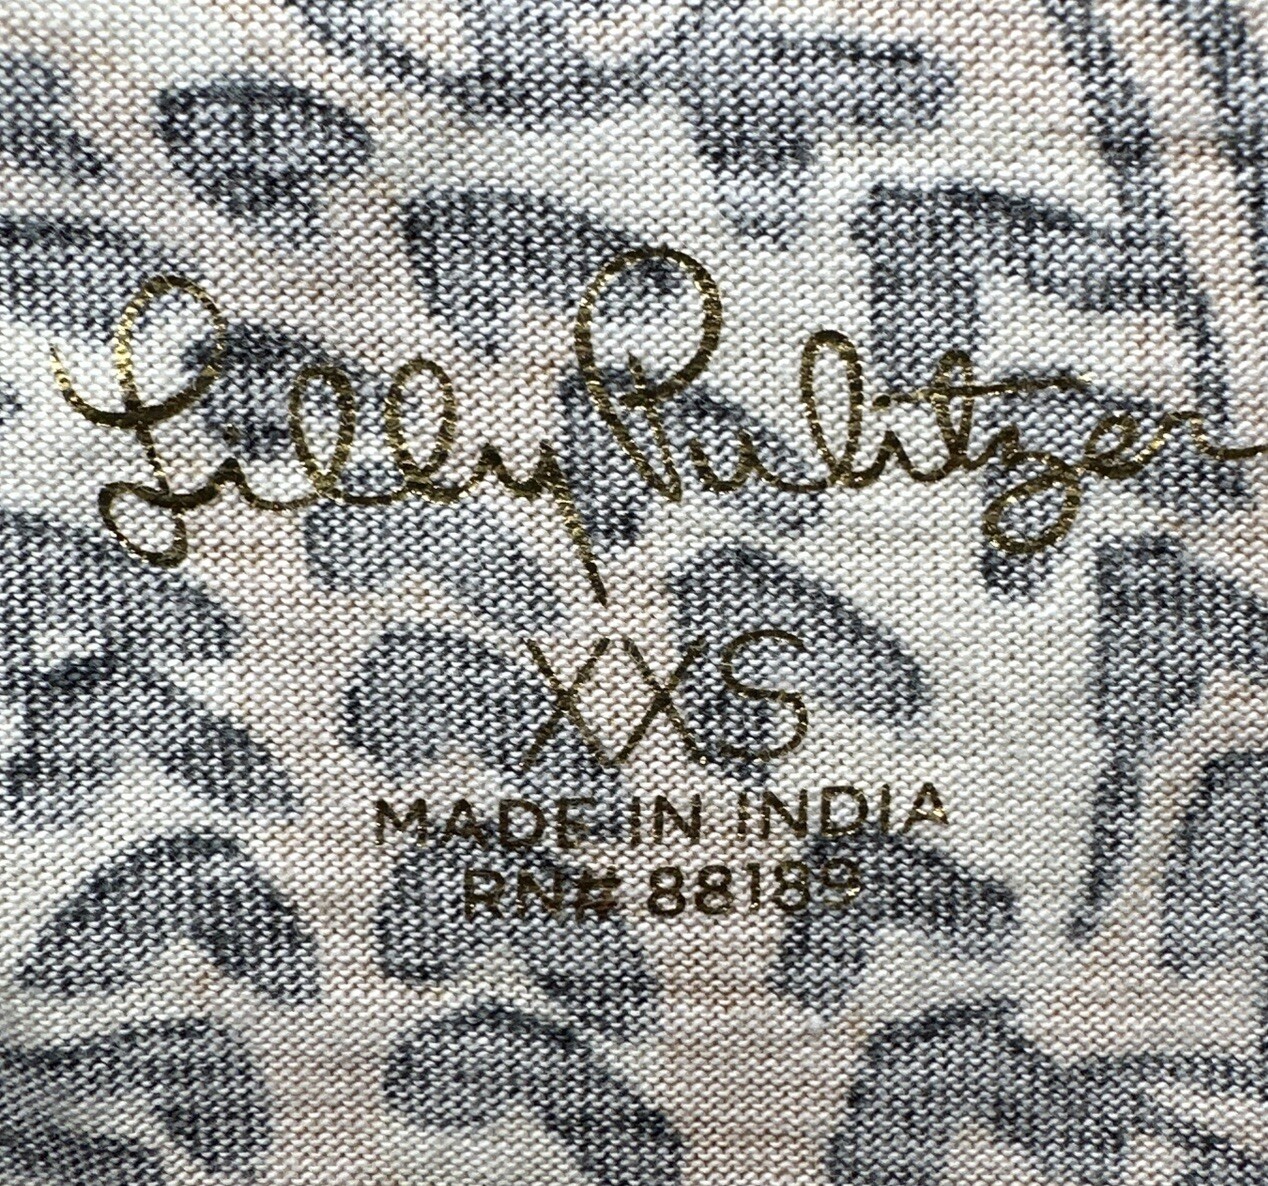 Lilly Pulitzer
XXS
MADE IN INDIA
RN# 88189